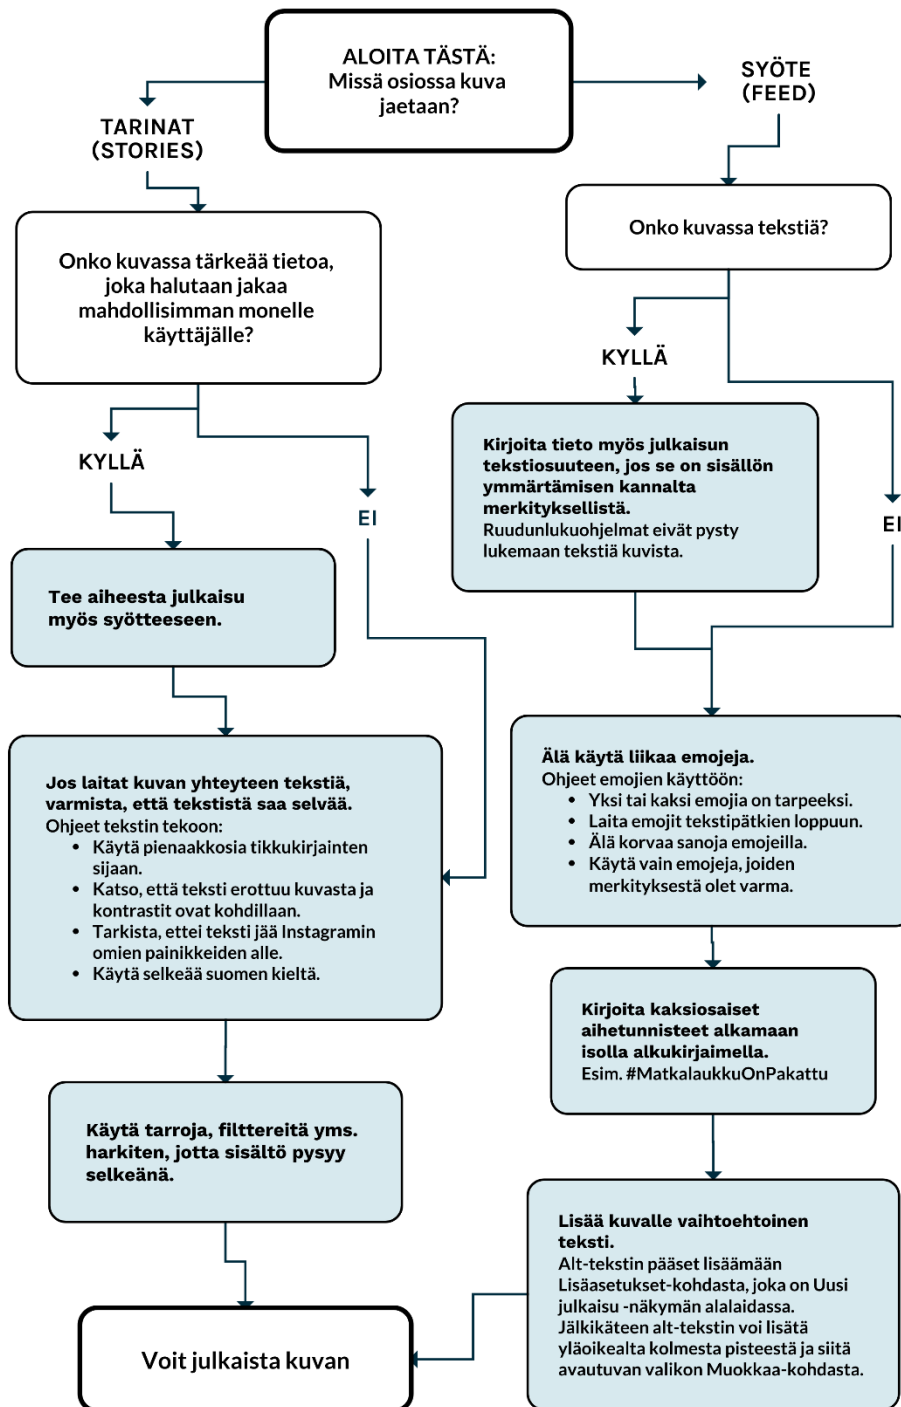 ALOITA TÄSTÄ:
Missä osiossa kuva
jaetaan?
TARINAT
(STORIES)
Onko kuvassa tärkeää tietoa,
joka halutaan jakaa
mahdollisimman monelle
käyttäjälle?
KYLLÄ
EI
Tee aiheesta julkaisu
myös syötteeseen.
Jos laitat kuvan yhteyteen tekstiä,
varmista, että tekstistä saa selvää.
Ohjeet tekstin tekoon:
• Käytä pienaakkosia tikkukirjainten
sijaan.
• Katso, että teksti erottuu kuvasta ja
kontrastit ovat kohdillaan.
• Tarkista, ettei teksti jää Instagramin
omien painikkeiden alle.
• Käytä selkeää suomen kieltä.
Käytä tarroja, filttereitä yms.
harkiten, jotta sisältö pysyy
selkeänä.
SYÖTE
(FEED)
Onko kuvassa tekstiä?
KYLLÄ
EI
Kirjoita tieto myös julkaisun
tekstiosuuteen, jos se on sisällön
ymmärtämisen kannalta
merkityksellistä.
Ruudunlukuohjelmat eivät pysty
lukemaan tekstiä kuvista.
Älä käytä liikaa emojeja.
Ohjeet emojien käyttöön:
• Yksi tai kaksi emojia on tarpeeksi.
• Laita emojit tekstipätkien loppuun.
• Älä korvaa sanoja emojeilla.
• Käytä vain emojeja, joiden
merkityksestä olet varma.
Kirjoita kaksiosaiset
aihetunnisteet alkamaan
isolla alkukirjaimella.
Esim. #MatkalaukkuOnPakattu
Lisää kuvalle vaihtoehtoinen
teksti.
Alt-tekstin pääset lisäämään
Lisäasetukset-kohdasta, joka on Uusi
julkaisu -näkymän alalaidassa.
Jälkikäteen alt-tekstin voi lisätä
yläoikealta kolmesta pisteestä ja siitä
avautuvan valikon Muokkaa-kohdasta.
Voit julkaista kuvan